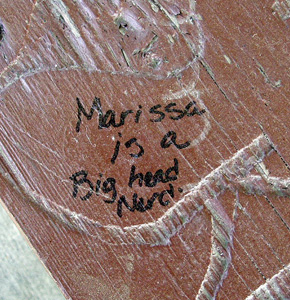 Marissa
is a
Big head
Nerd.